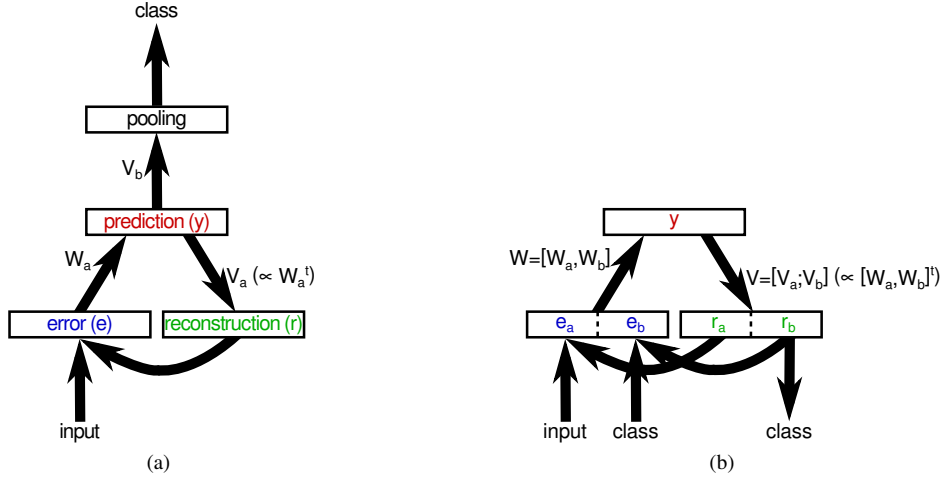 class
pooling
V_b
prediction (y)
W_a
V_a (∝ W_a^t)
error (e)
reconstruction (r)
input
(a)
y
W=[W_a,W_b]
V=[V_a;V_b] (∝ [W_a,W_b]^t)
e_a
e_b
r_a
r_b
input
class
class
(b)